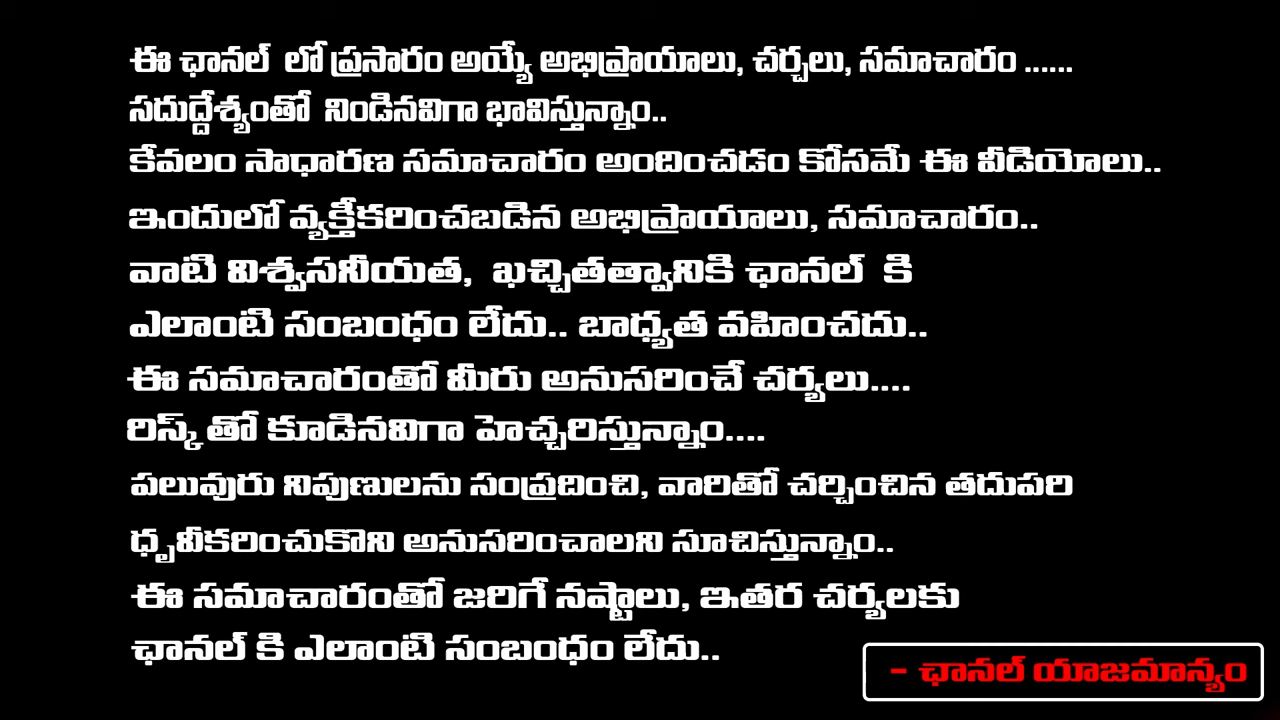 ఈ ఛానల్ లో ప్రసారం అయ్యే అభిప్రాయాలు, చర్చలు, సమాచారం ......
సదుద్దేశ్యంతో నిండినవిగా భావిస్తున్నాం..
కేవలం సాధారణ సమాచారం అందించడం కోసమే ఈ వీడియోలు..
ఇందులో వ్యక్తీకరించబడిన అభిప్రాయాలు, సమాచారం..
వాటి విశ్వసనీయత, ఖచ్చితత్వానికి ఛానల్ కి
ఎలాంటి సంబంధం లేదు.. బాధ్యత వహించదు..
ఈ సమాచారంతో మీరు అనుసరించే చర్యలు....
రిస్క్ తో కూడినవిగా హెచ్చరిస్తున్నాం....
పలువురు నిపుణులను సంప్రదించి, వారితో చర్చించిన తదుపరి
ధృవీకరించుకొని అనుసరించాలని సూచిస్తున్నాం..
ఈ సమాచారంతో జరిగే నష్టాలు, ఇతర చర్యలకు
ఛానల్ కి ఎలాంటి సంబంధం లేదు..
- ఛానల్ యాజమాన్యం